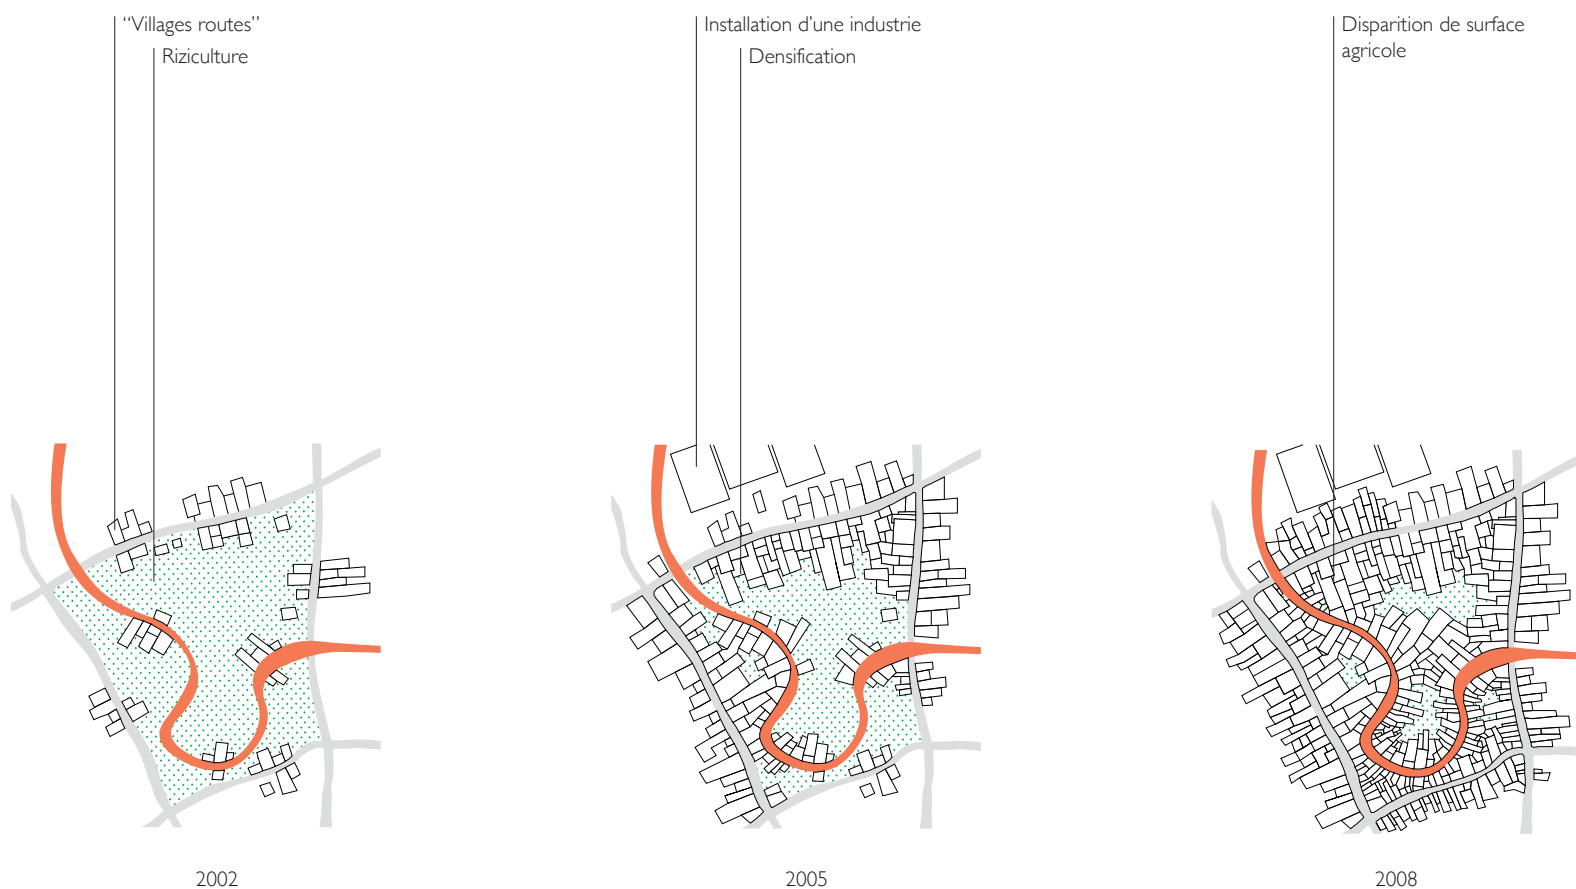 “Villages routes”
Riziculture
Installation d’une industrie
Densification
Disparition de surface
agricole
2002
2005
2008